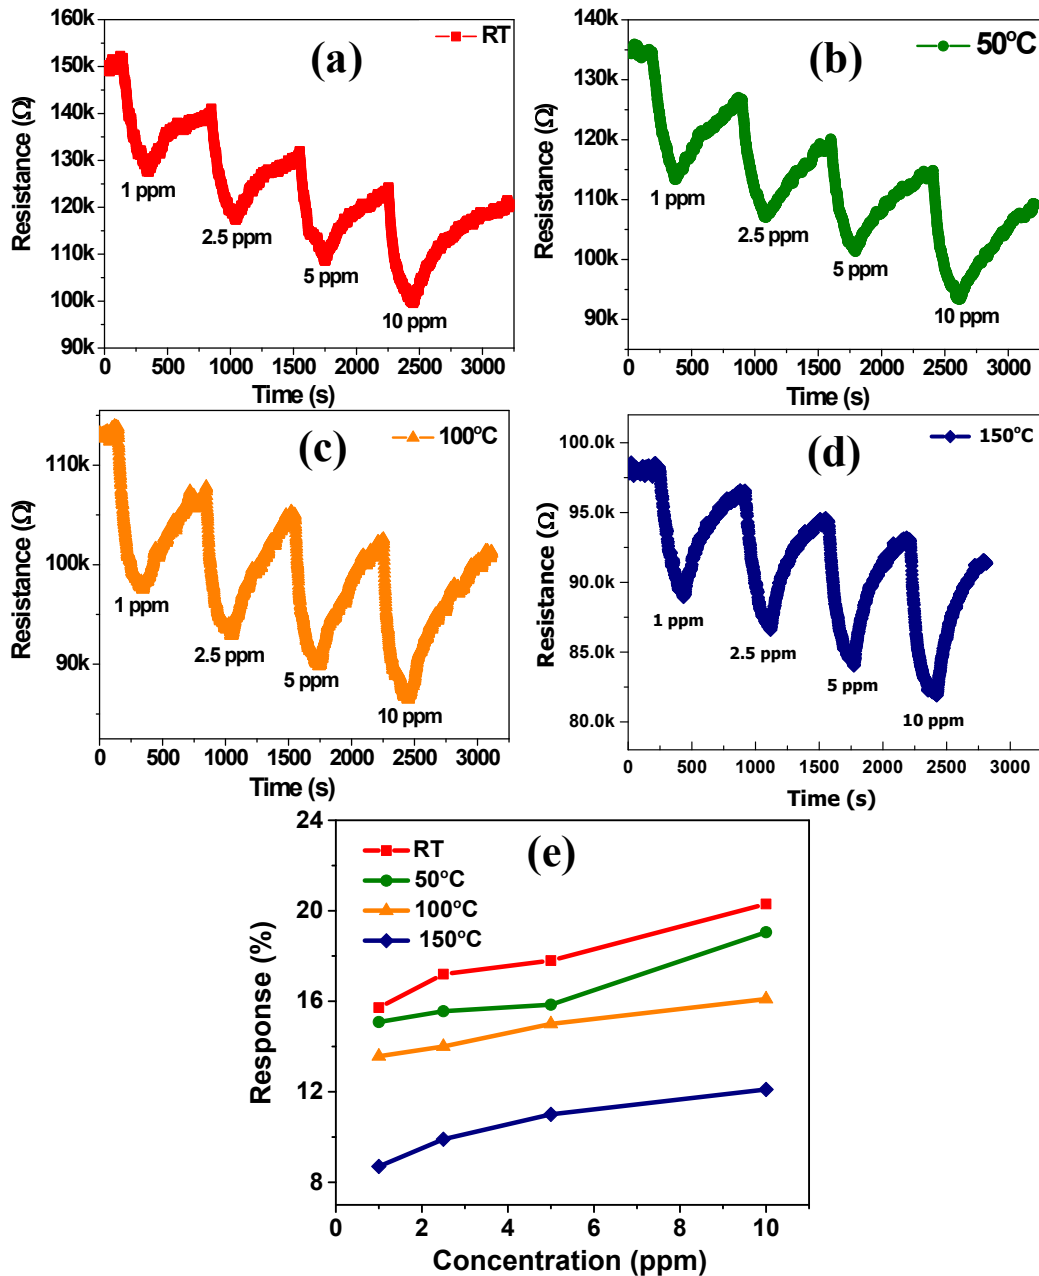 (a)
RT
160k
150k
140k
130k
120k
110k
100k
90k
Resistance (Ω)
1 ppm
2.5 ppm
5 ppm
10 ppm
0 500 1000 1500 2000 2500 3000
Time (s)
(b)
50°C
140k
130k
120k
110k
100k
90k
Resistance (Ω)
1 ppm
2.5 ppm
5 ppm
10 ppm
0 500 1000 1500 2000 2500 3000
Time (s)
(c)
100°C
110k
100k
90k
Resistance (Ω)
1 ppm
2.5 ppm
5 ppm
10 ppm
0 500 1000 1500 2000 2500 3000
Time (s)
(d)
150°C
100.0k
95.0k
90.0k
85.0k
80.0k
Resistance (Ω)
1 ppm
2.5 ppm
5 ppm
10 ppm
0 500 1000 1500 2000 2500 3000
Time (s)
(e)
RT
50°C
100°C
150°C
24
20
16
12
8
Response (%)
0 2 4 6 8 10
Concentration (ppm)